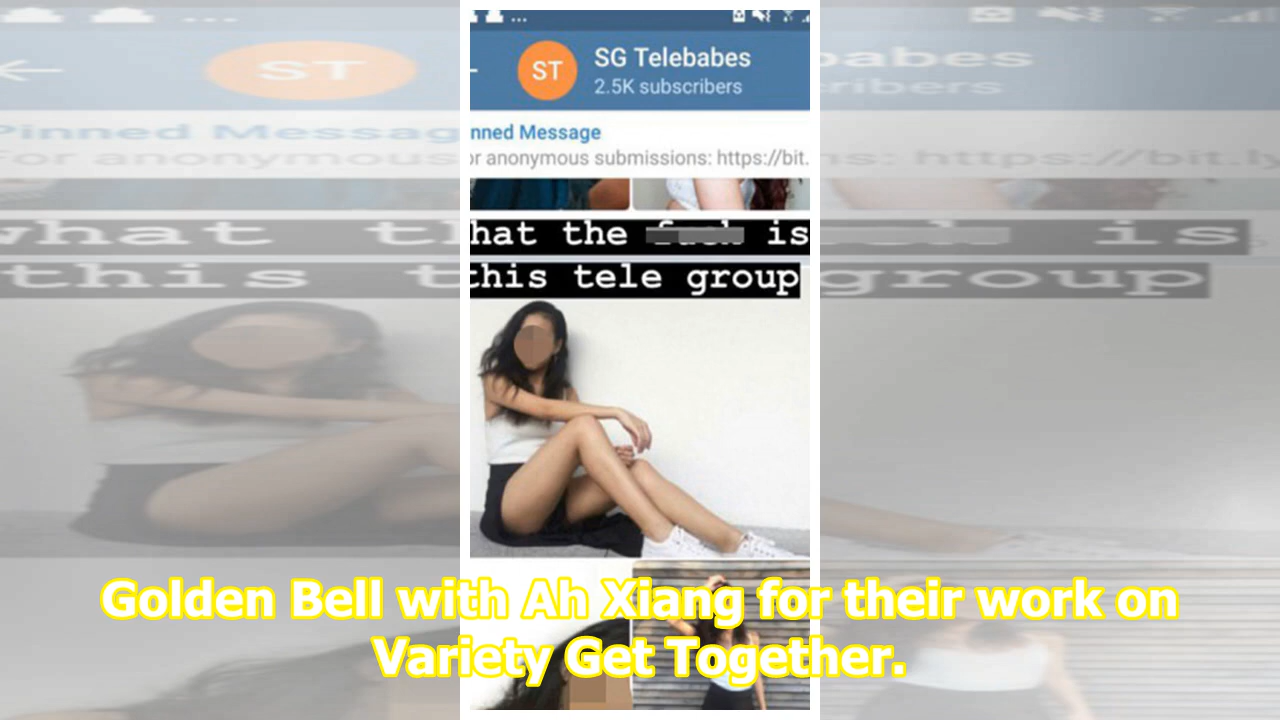 ST
SG Telebabes
2.5K subscribers
nned Message
or anonymous submissions: https://bit.
hat the is
this tele group
Golden Bell with Ah Xiang for their work on
Variety Get Together.